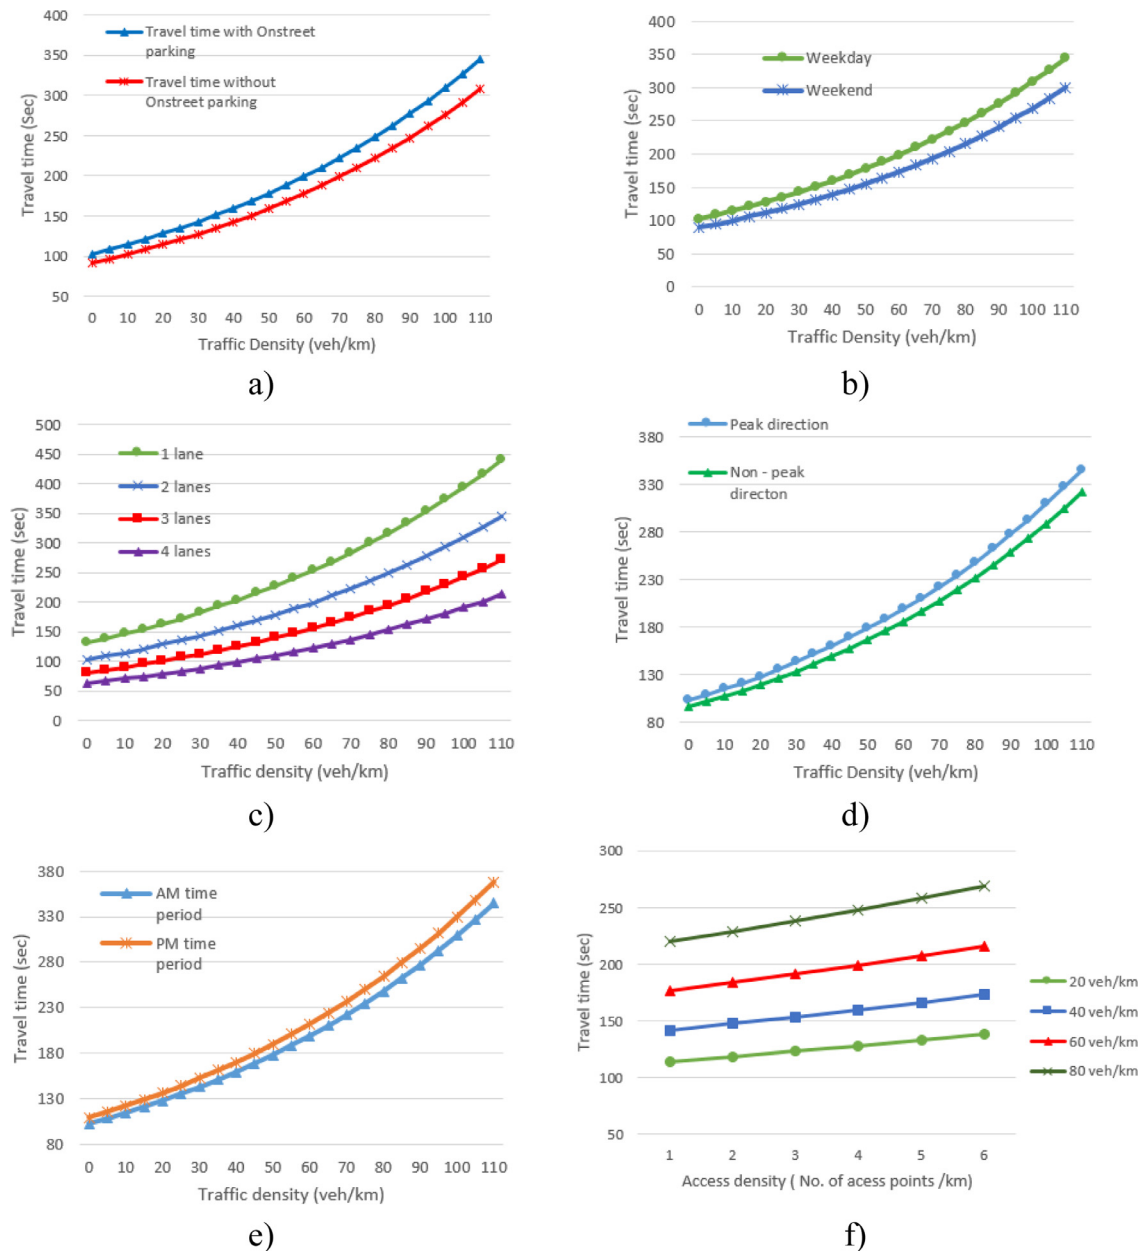 400
350
300
250
200
150
100
50
Travel time (Sec)
Travel time with Onstreet
parking
Travel time without
Onstreet parking
0 10 20 30 40 50 60 70 80 90 100 110
Traffic Density (veh/km)
a)
400
350
300
250
200
150
100
50
0
Travel time (sec)
Weekday
Weekend
0 10 20 30 40 50 60 70 80 90 100 110
Traffic Density (veh/km)
b)
500
450
400
350
300
250
200
150
100
50
0
Travel time (sec)
1 lane
2 lanes
3 lanes
4 lanes
0 10 20 30 40 50 60 70 80 90 100 110
Traffic density (veh/km)
c)
380
330
280
230
180
130
80
Travel time (sec)
Peak direction
Non - peak
directon
0 10 20 30 40 50 60 70 80 90 100 110
Traffic Density (veh/km)
d)
380
330
280
230
180
130
80
Travel time (sec)
AM time
period
PM time
period
0 10 20 30 40 50 60 70 80 90 100 110
Traffic density (veh/km)
e)
300
250
200
150
100
50
Travel time (sec)
20 veh/km
40 veh/km
60 veh/km
80 veh/km
1 2 3 4 5 6
Access density ( No. of acess points /km)
f)